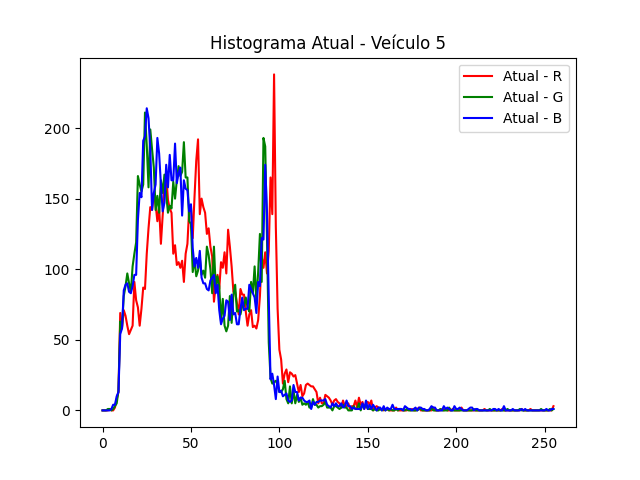 Histograma Atual - Veículo 5
Atual - R
Atual - G
Atual - B
200
150
100
50
0
0 50 100 150 200 250